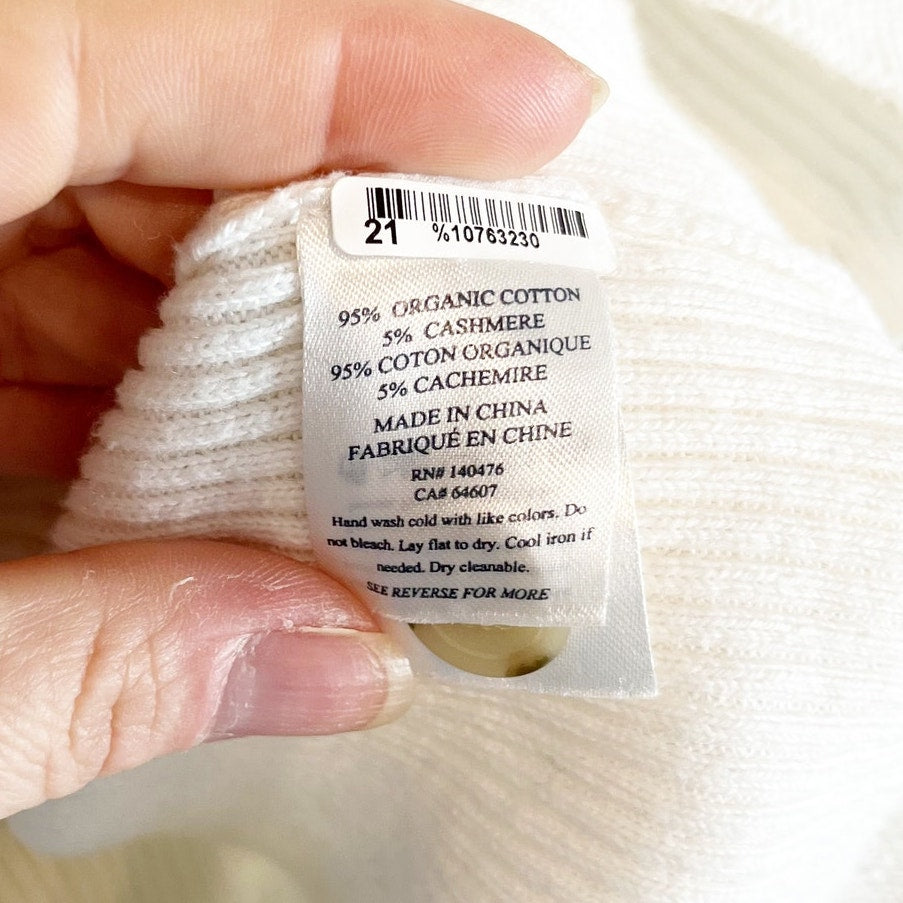 21 %10763230
95% ORGANIC COTTON
5% CASHMERE
95% COTON ORGANIQUE
5% CACHEMIRE
MADE IN CHINA
FABRIQUÉ EN CHINE
RN# 140476
CA# 64607
Hand wash cold with like colors. Do
not bleach. Lay flat to dry. Cool iron if
needed. Dry cleanable.
SEE REVERSE FOR MORE